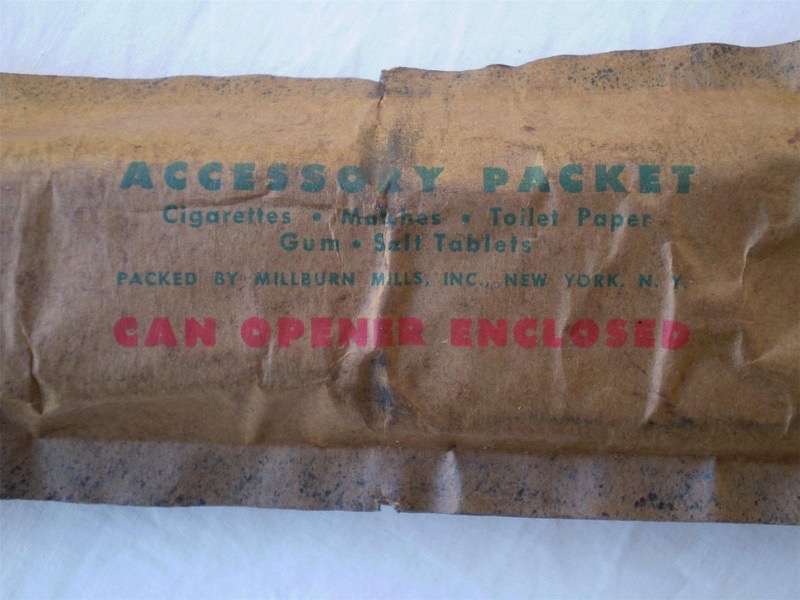 ACCESSORY PACKET
Cigarettes • Matches • Toilet Paper
Gum • Salt Tablets
PACKED BY MILLBURN MILLS, INC., NEW YORK, N. Y.
CAN OPENER ENCLOSED